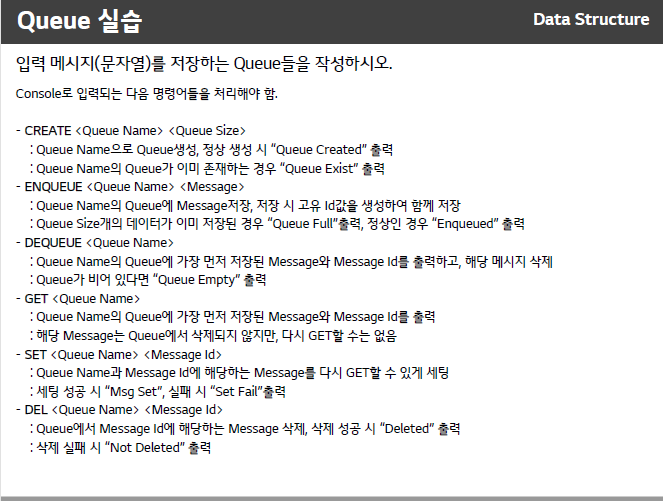 Queue 실습
Data Structure
입력 메시지(문자열)를 저장하는 Queue들을 작성하시오.
Console로 입력되는 다음 명령어들을 처리해야 함.
- CREATE <Queue Name> <Queue Size>
: Queue Name으로 Queue생성, 정상 생성 시 “Queue Created” 출력
: Queue Name의 Queue가 이미 존재하는 경우 “Queue Exist” 출력
- ENQUEUE <Queue Name> <Message>
: Queue Name의 Queue에 Message저장, 저장 시 고유 Id값을 생성하여 함께 저장
: Queue Size개의 데이터가 이미 저장된 경우 “Queue Full”출력, 정상인 경우 “Enqueued” 출력
- DEQUEUE <Queue Name>
: Queue Name의 Queue에 가장 먼저 저장된 Message와 Message Id를 출력하고, 해당 메시지 삭제
: Queue가 비어 있다면 “Queue Empty” 출력
- GET <Queue Name>
: Queue Name의 Queue에 가장 먼저 저장된 Message와 Message Id를 출력
: 해당 Message는 Queue에서 삭제되지 않지만, 다시 GET할 수는 없음
- SET <Queue Name> <Message Id>
: Queue Name과 Message Id에 해당하는 Message를 다시 GET할 수 있게 세팅
: 세팅 성공 시 “Msg Set”, 실패 시 “Set Fail”출력
- DEL <Queue Name> <Message Id>
: Queue에서 Message Id에 해당하는 Message 삭제, 삭제 성공 시 “Deleted” 출력
: 삭제 실패 시 “Not Deleted” 출력